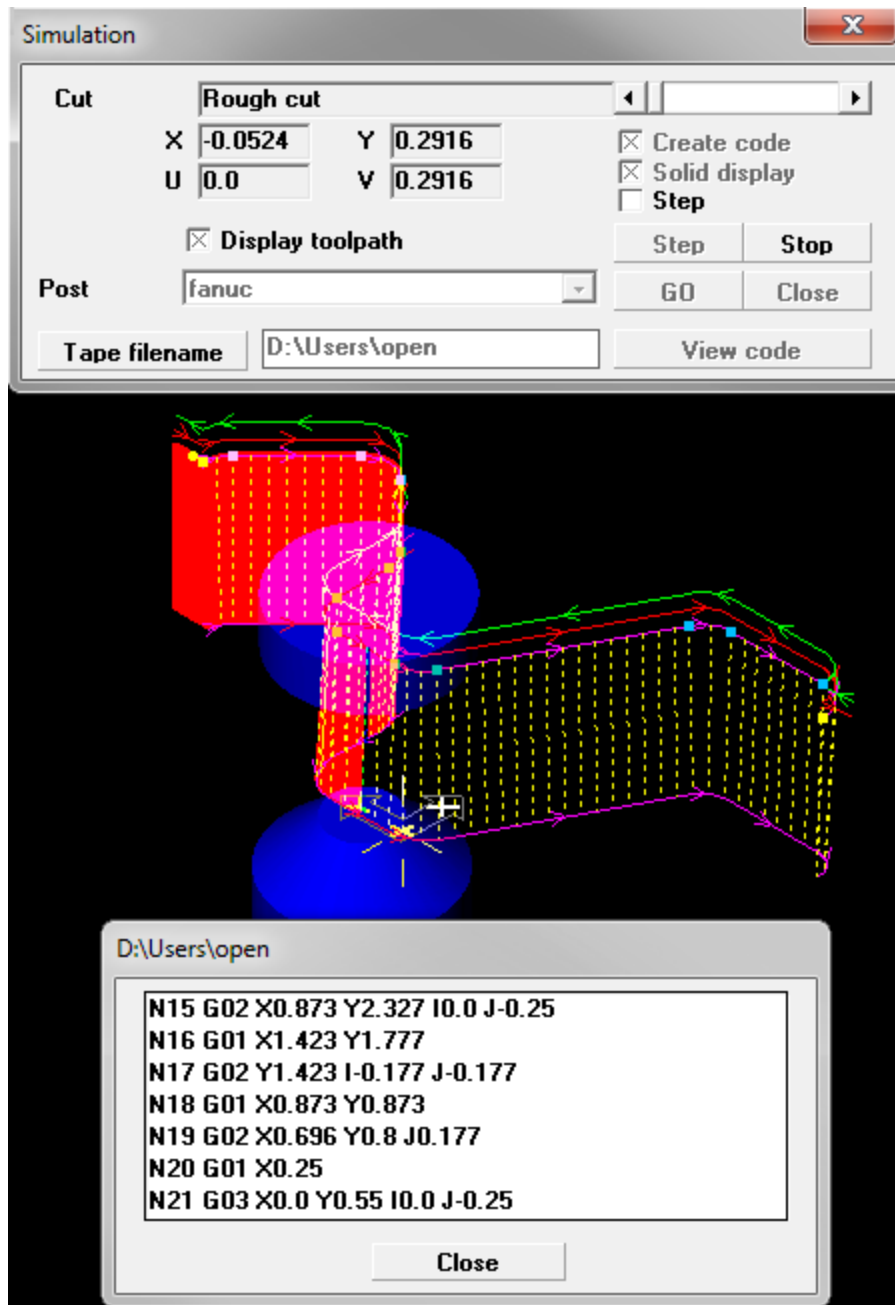 Simulation
Cut Rough cut
X -0.0524 Y 0.2916 Create code
U 0.0 V 0.2916 Solid display
Step
Display toolpath Step Stop
Post fanuc GO Close
Tape filename D:\Users\open View code
D:\Users\open
N15 G02 X0.873 Y2.327 I0.0 J-0.25
N16 G01 X1.423 Y1.777
N17 G02 Y1.423 I-0.177 J-0.177
N18 G01 X0.873 Y0.873
N19 G02 X0.696 Y0.8 J0.177
N20 G01 X0.25
N21 G03 X0.0 Y0.55 I0.0 J-0.25
Close